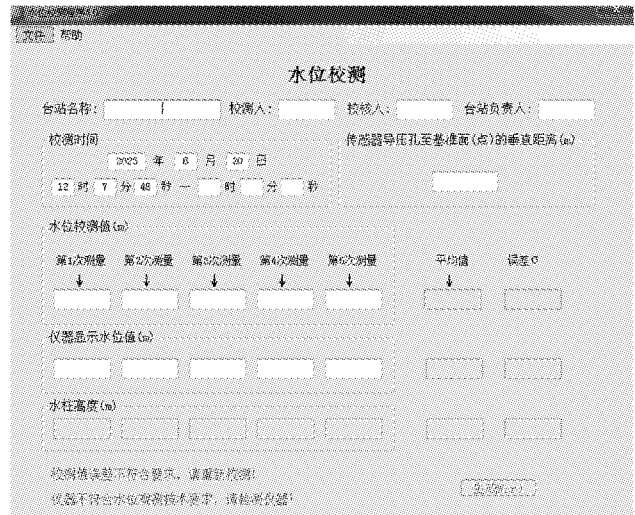 文件 帮助
水位校测
台站名称: 校测人: 校核人: 台站负责人:
校测时间
2025 年 6 月 20 日
12 时 7 分 48 秒 — 时 分 秒
传感器导压孔至基准面(点)的垂直距离(m)
水位校测值(m)
第1次测量 第2次测量 第3次测量 第4次测量 第5次测量 平均值 误差σ
↓ ↓ ↓ ↓ ↓ ↓
仪器显示水位值(m)
水柱高度(m)
校测值误差不符合要求，请重新校测!
仪器不符合水位观测技术要求，请检测仪器!